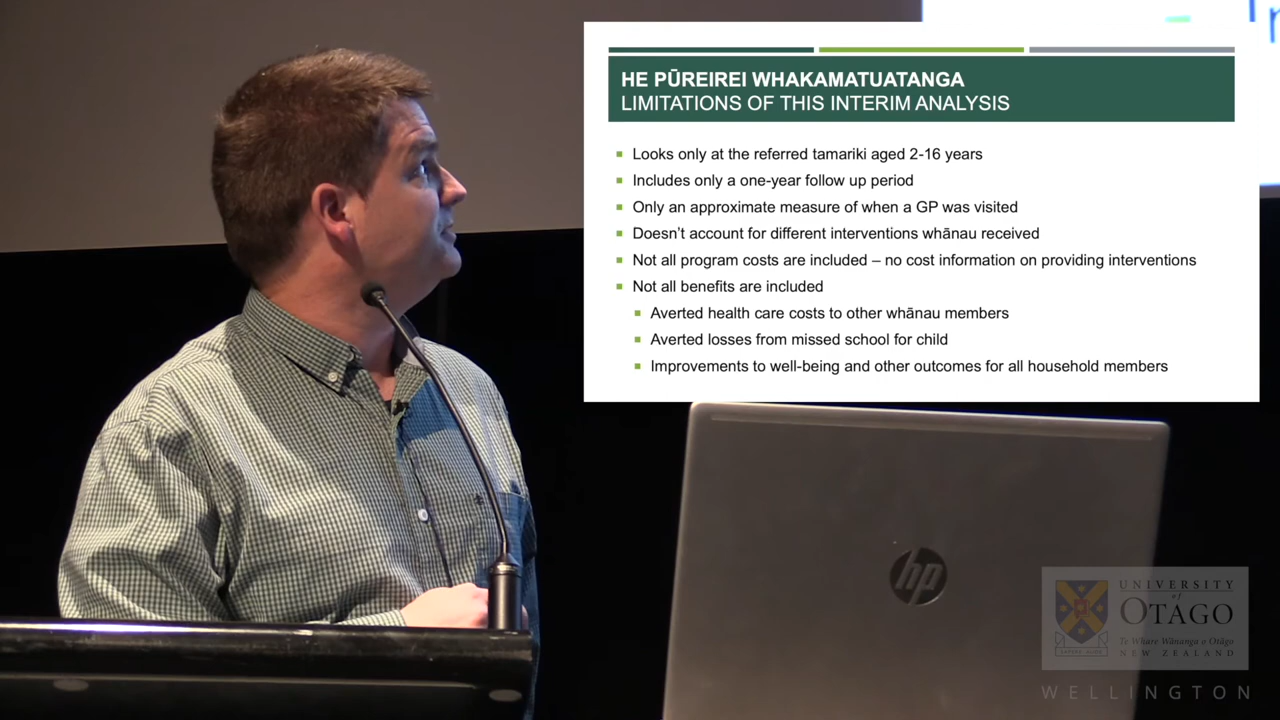 HE PŪREIREI WHAKAMATUATANGA
LIMITATIONS OF THIS INTERIM ANALYSIS
Looks only at the referred tamariki aged 2-16 years
Includes only a one-year follow up period
Only an approximate measure of when a GP was visited
Doesn't account for different interventions whānau received
Not all program costs are included – no cost information on providing interventions
Not all benefits are included
Averted health care costs to other whānau members
Averted losses from missed school for child
Improvements to well-being and other outcomes for all household members
hp
UNIVERSITY
of
OTAGO
Te Whare Wānanga o Otāgo
NEW ZEALAND
WELLINGTON